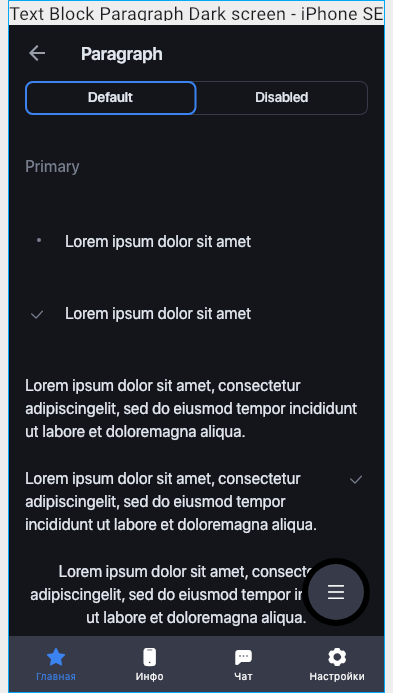 Text Block Paragraph Dark screen - iPhone SE
Paragraph
Default
Disabled
Primary
Lorem ipsum dolor sit amet
Lorem ipsum dolor sit amet
Lorem ipsum dolor sit amet, consectetur
adipiscingelit, sed do eiusmod tempor incididunt
ut labore et doloremagna aliqua.
Lorem ipsum dolor sit amet, consectetur
adipiscingelit, sed do eiusmod tempor
incididunt ut labore et doloremagna aliqua.
Lorem ipsum dolor sit amet,
adipiscingelit, sed do eiusmod tempor
ut labore et doloremagna aliqua.
Главная
Инфо
Чат
Настройки